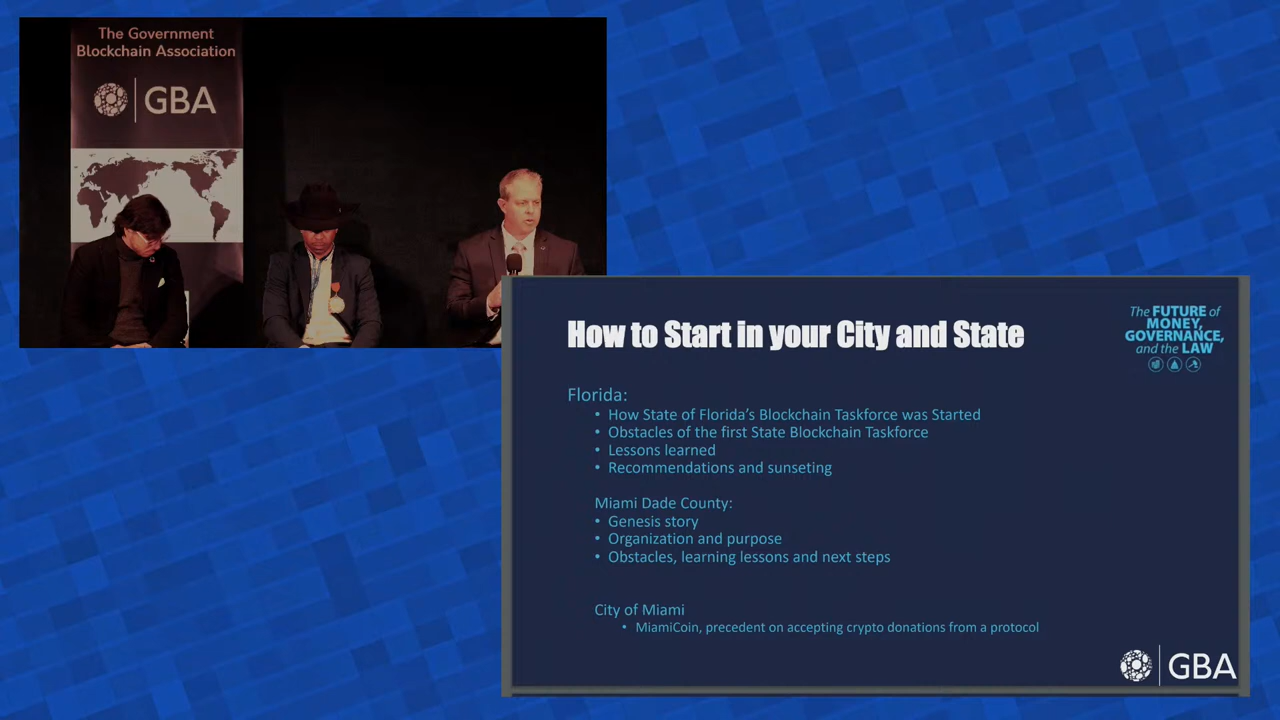 The Government
Blockchain Association
GBA
How to Start in your City and State
The FUTURE of
MONEY,
GOVERNANCE,
and the LAW
Florida:
• How State of Florida's Blockchain Taskforce was Started
• Obstacles of the first State Blockchain Taskforce
• Lessons learned
• Recommendations and sunseting
Miami Dade County:
• Genesis story
• Organization and purpose
• Obstacles, learning lessons and next steps
City of Miami
• MiamiCoin, precedent on accepting crypto donations from a protocol
GBA